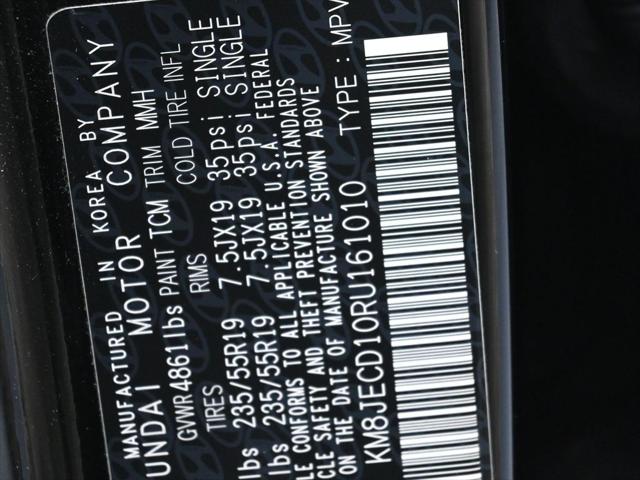 MANUFACTURED IN KOREA BY
UNDAI MOTOR COMPANY
GVWR 4861lbs PAINT TCM TRIM MMH
TIRES RIMS COLD TIRE INFL
lbs 235/55R19 7.5JX19 35psi SINGLE
lbs 235/55R19 7.5JX19 35psi SINGLE
LE CONFORMS TO ALL APPLICABLE U.S.A. FEDERAL
CLE SAFETY AND THEFT PREVENTION STANDARDS
ON THE DATE OF MANUFACTURE SHOWN ABOVE
KM8JECD10RU161010 TYPE : MPV